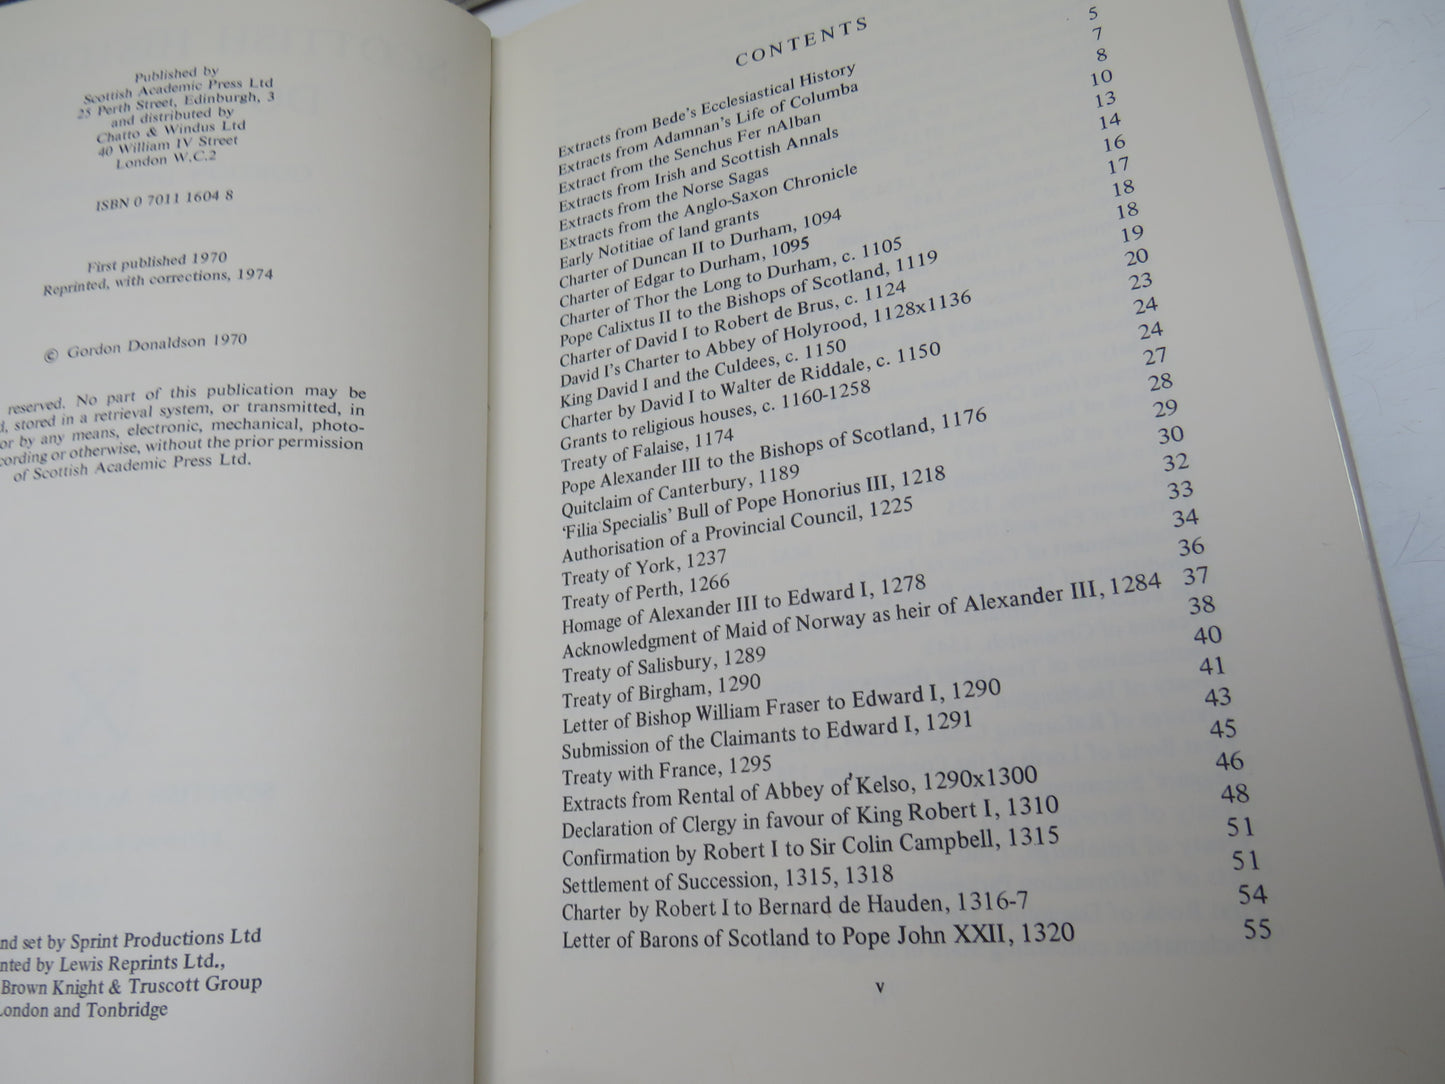 Published by
Scottish Academic Press Ltd
25 Perth Street, Edinburgh, 3
and distributed by
Chatto & Windus Ltd
40 William IV Street
London W.C.2
ISBN 0 7011 1604 8
First published 1970
Reprinted, with corrections, 1974
© Gordon Donaldson 1970
reserved. No part of this publication may be
stored in a retrieval system, or transmitted, in
or by any means, electronic, mechanical, photo-
cording or otherwise, without the prior permission
of Scottish Academic Press Ltd.
nd set by Sprint Productions Ltd
nted by Lewis Reprints Ltd.,
Brown Knight & Truscott Group
London and Tonbridge
CONTENTS
Extracts from Bede's Ecclesiastical History
Extracts from Adamnan's Life of Columba 5
Extract from the Senchus Fer nAlban 7
Extracts from Irish and Scottish Annals 8
Extracts from the Norse Sagas 10
Extracts from the Anglo-Saxon Chronicle 13
Early Notitiae of land grants 14
Charter of Duncan II to Durham, 1094 16
Charter of Edgar to Durham, 1095 17
Charter of Thor the Long to Durham, c. 1105 18
Pope Calixtus II to the Bishops of Scotland, 1119 18
Charter of David I to Robert de Brus, c. 1124 19
David I's Charter to Abbey of Holyrood, 1128x1136 20
King David I and the Culdees, c. 1150 23
Charter by David I to Walter de Riddale, c. 1150 24
Grants to religious houses, c. 1160-1258 24
Treaty of Falaise, 1174 27
Pope Alexander III to the Bishops of Scotland, 1176 28
Quitclaim of Canterbury, 1189 29
'Filia Specialis' Bull of Pope Honorius III, 1218 30
Authorisation of a Provincial Council, 1225 32
Treaty of York, 1237 33
Treaty of Perth, 1266 34
Homage of Alexander III to Edward I, 1278 36
Acknowledgment of Maid of Norway as heir of Alexander III, 1284 37
Treaty of Salisbury, 1289 38
Treaty of Birgham, 1290 40
Letter of Bishop William Fraser to Edward I, 1290 41
Submission of the Claimants to Edward I, 1291 43
Treaty with France, 1295 45
Extracts from Rental of Abbey of Kelso, 1290x1300 46
Declaration of Clergy in favour of King Robert I, 1310 48
Confirmation by Robert I to Sir Colin Campbell, 1315 51
Settlement of Succession, 1315, 1318 51
Charter by Robert I to Bernard de Hauden, 1316-7 54
Letter of Barons of Scotland to Pope John XXII, 1320 55
v